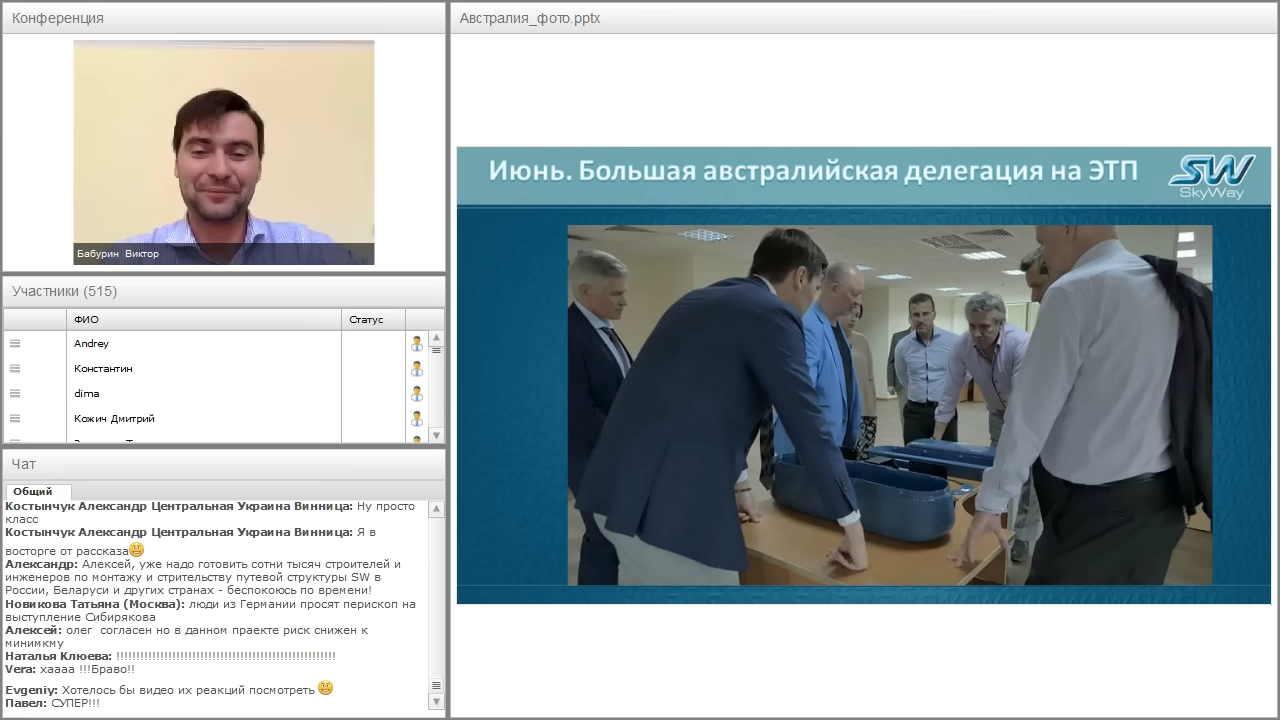 Конференция
Бабурин Виктор
Участники (515)
ФИО Статус
Andrey
Константин
dima
Кожич Дмитрий
Чат
Общий
Костынчук Александр Центральная Украина Винница: Ну просто
класс
Костынчук Александр Центральная Украина Винница: Я в
восторге от рассказа
Александр: Алексей, уже надо готовить сотни тысяч строителей и
инженеров по монтажу и стрительству путевой структуры SW в
России, Беларуси и других странах - беспокоюсь по времени!
Новикова Татьяна (Москва): люди из Германии просят перископ на
выступление Сибирякова
Алексей: олег согласен но в данном праекте риск снижен к
минимкму
Наталья Клюева: !!!!!!!!!!!!!!!!!!!!!!!!!!!!!!!!!!!!!!!!!!!!!!!!!!!!!!!
Vera: хаааа !!!Браво!!
Evgeniy: Хотелось бы видеб их реакций посмотреть
Павел: СУПЕР!!!
Австралия_фото.pptx
Июнь. Большая австралийская делегация на ЭТП
SW
SkyWay